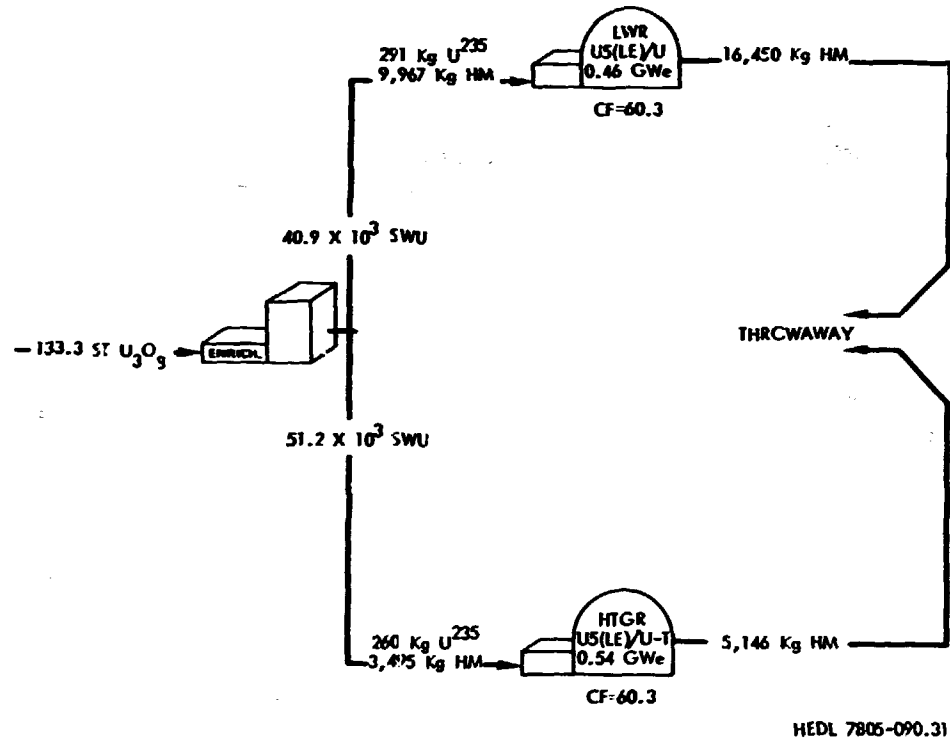 291 Kg U²³⁵
9,967 Kg HM
LWR
U5(LE)/U
0.46 GWe
16,450 Kg HM
CF=60.3
40.9 X 10³ SWU
133.3 ST U₃O₈
ENRICH.
THRCWAWAY
51.2 X 10³ SWU
260 Kg U²³⁵
Kg HM
HTGR
U5(LE)/U-T
0.54 GWe
5,146 Kg HM
CF=60.3
HEDL 7805-090.31